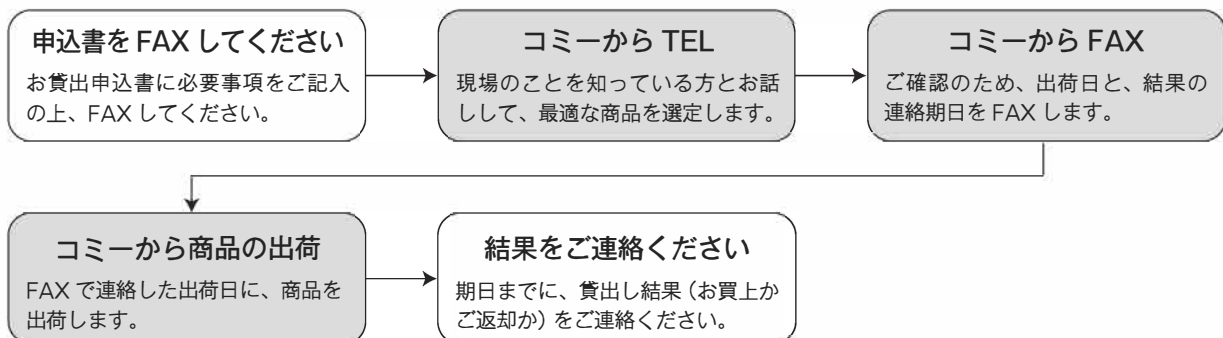 申込書を FAX してください
お貸出申込書に必要事項をご記入
の上、FAX してください。
コミーから TEL
現場のことを知っている方とお話
しして、最適な商品を選定します。
コミーから FAX
ご確認のため、出荷日と、結果の
連絡期日を FAX します。
コミーから商品の出荷
FAX で連絡した出荷日に、商品を
出荷します。
結果をご連絡ください
期日までに、貸出し結果（お買上か
ご返却か）をご連絡ください。